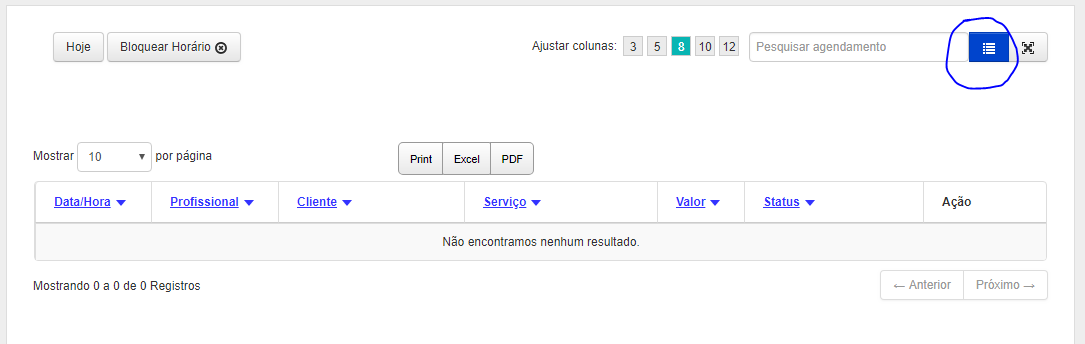 Hoje Bloquear Horário Ajustar colunas: 3 5 8 10 12 Pesquisar agendamento
Mostrar 10 por página Print Excel PDF
Data/Hora Profissional Cliente Serviço Valor Status Ação
Não encontramos nenhum resultado.
Mostrando 0 a 0 de 0 Registros ← Anterior Próximo →